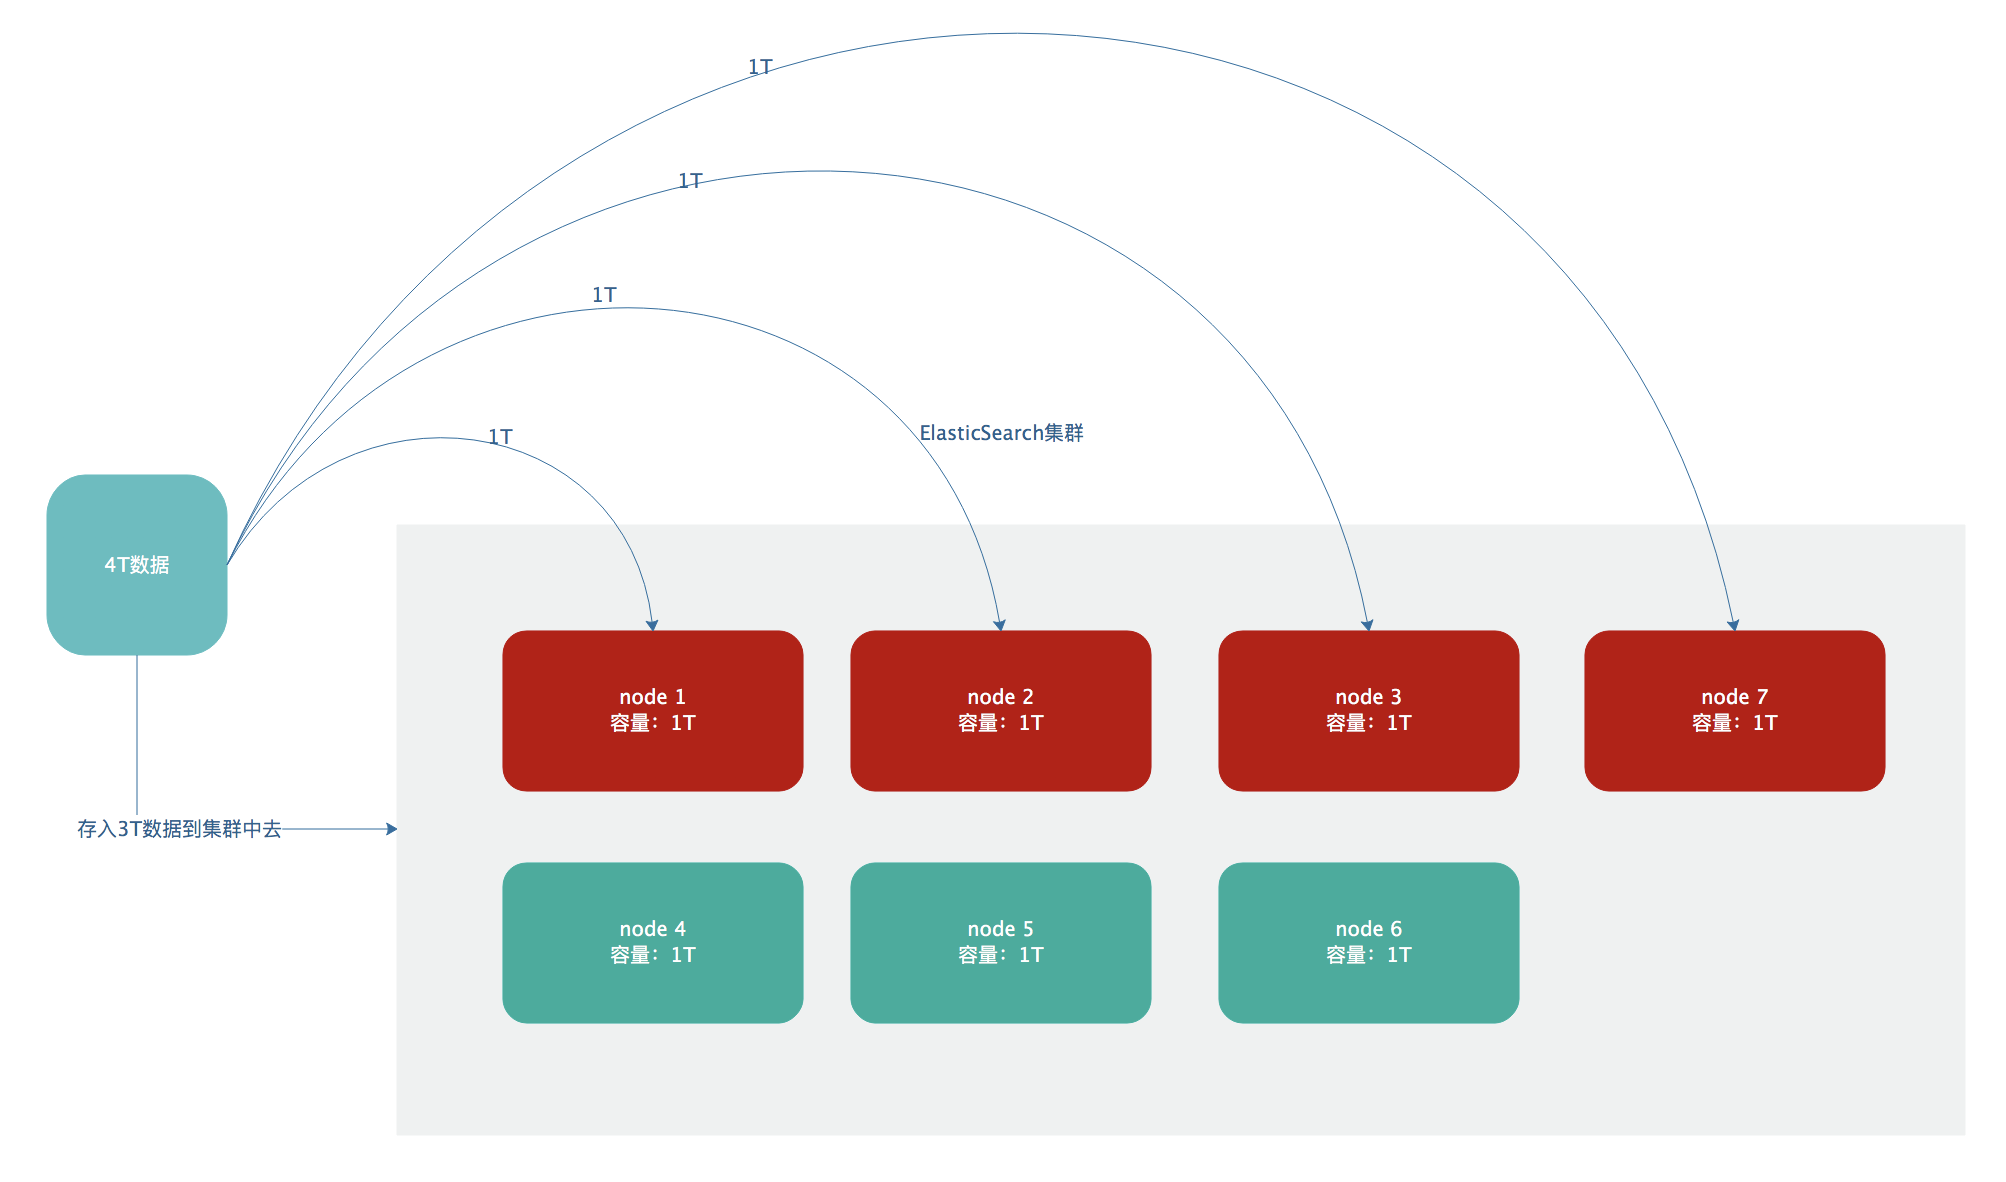 1T
1T
1T
1T
ElasticSearch集群
4T数据
node 1
容量：1T
node 2
容量：1T
node 3
容量：1T
node 7
容量：1T
存入3T数据到集群中去
node 4
容量：1T
node 5
容量：1T
node 6
容量：1T